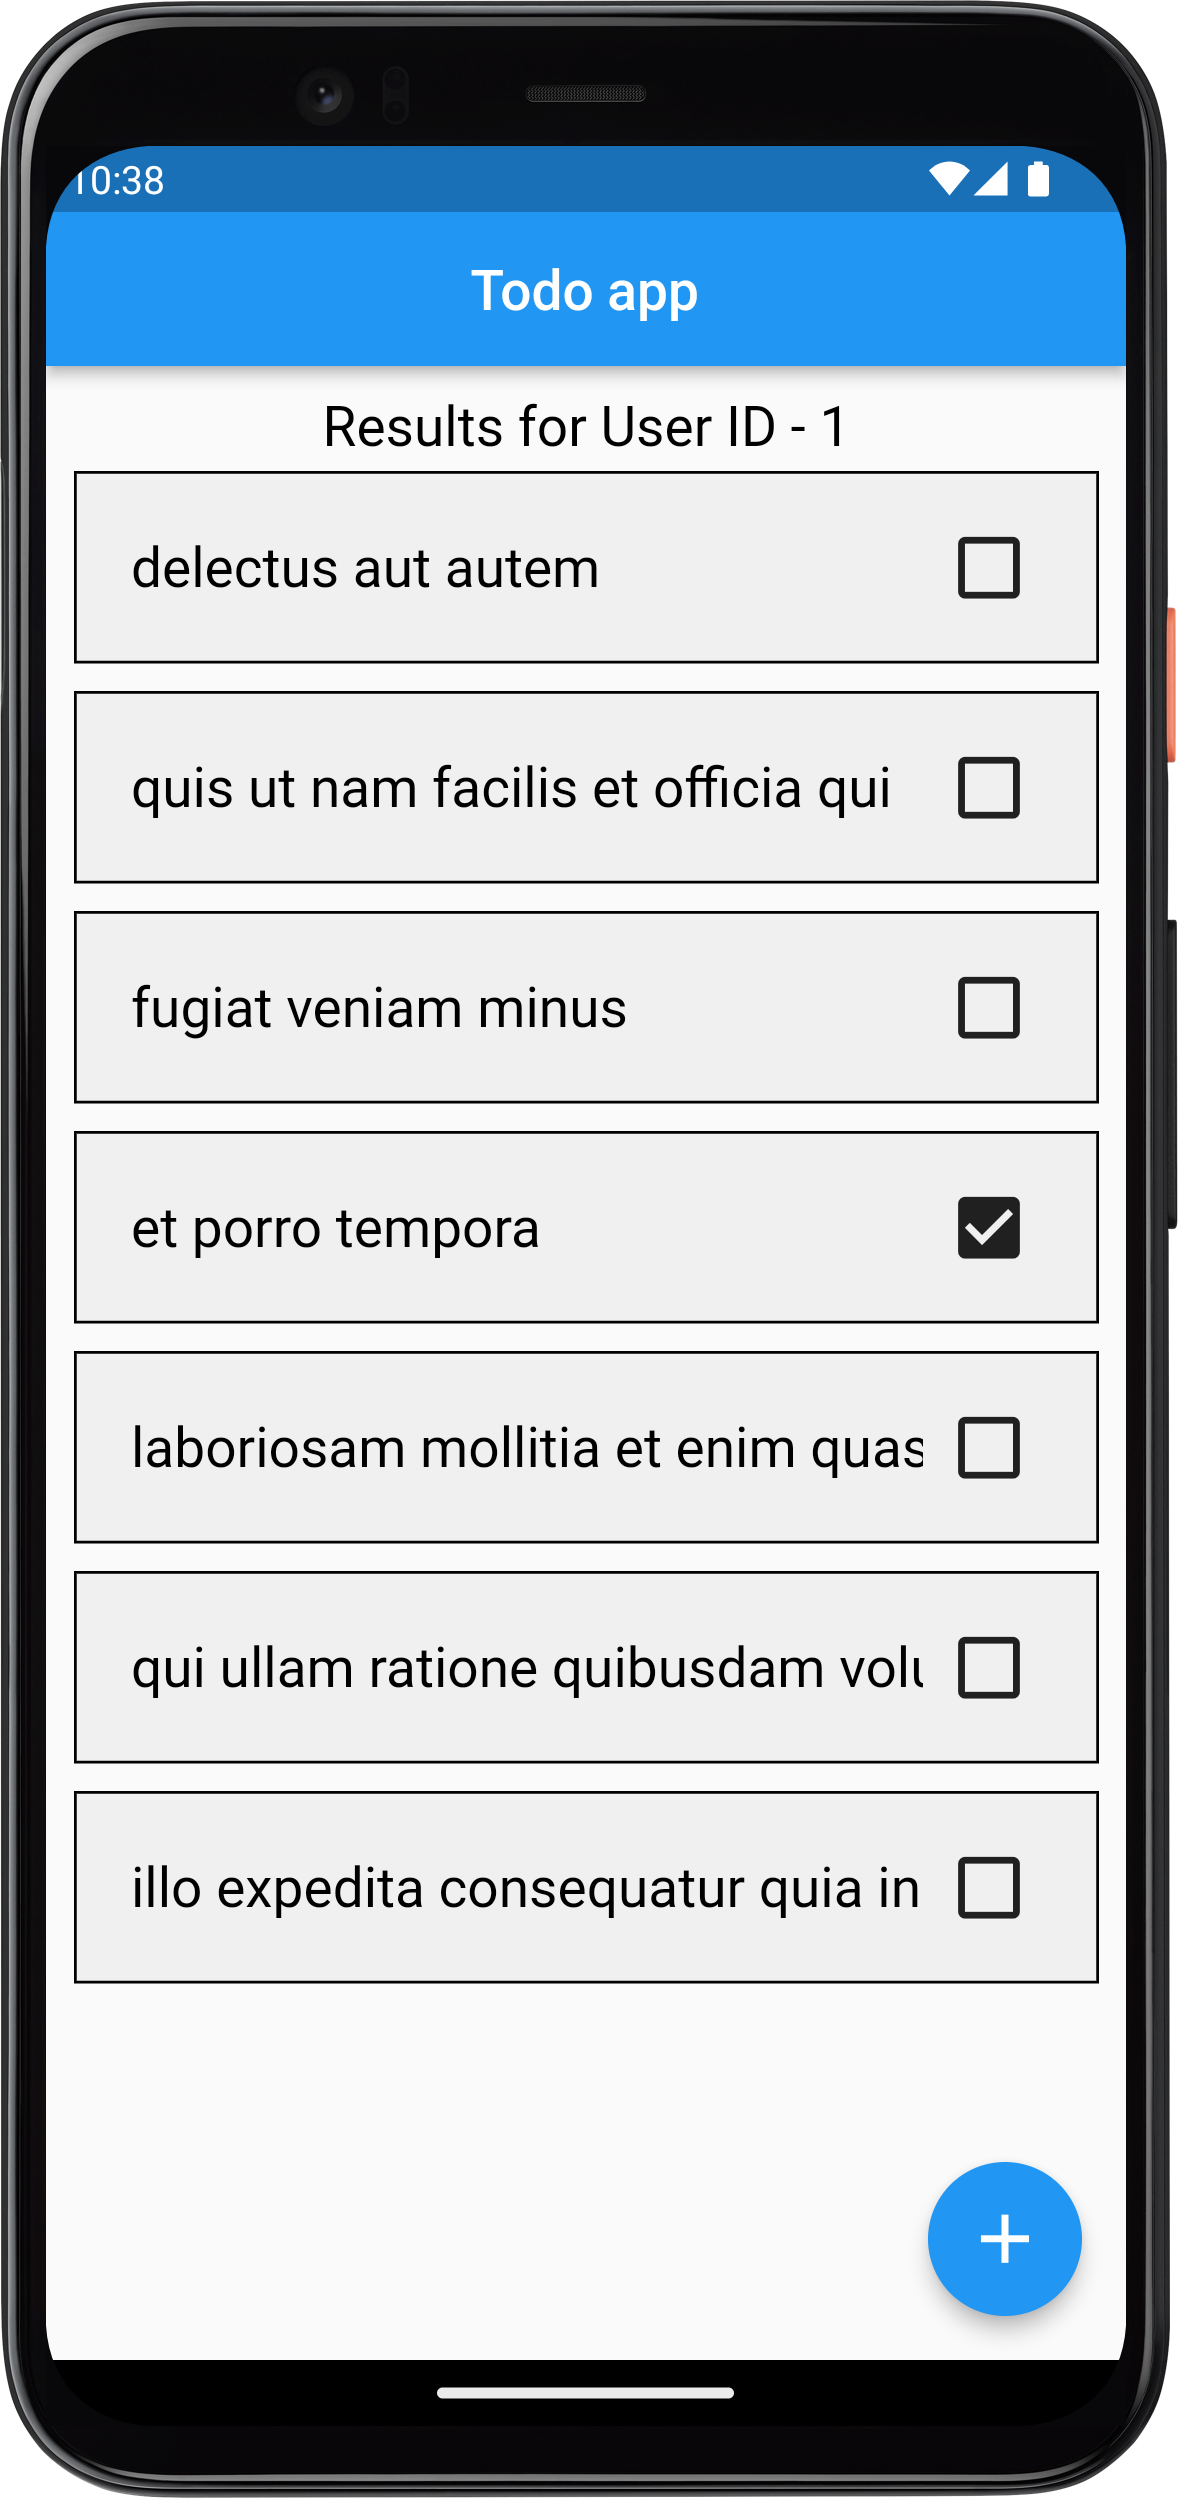 10:38
Todo app
Results for User ID - 1
delectus aut autem
quis ut nam facilis et officia qui
fugiat veniam minus
et porro tempora
laboriosam mollitia et enim quas
qui ullam ratione quibusdam volu
illo expedita consequatur quia in